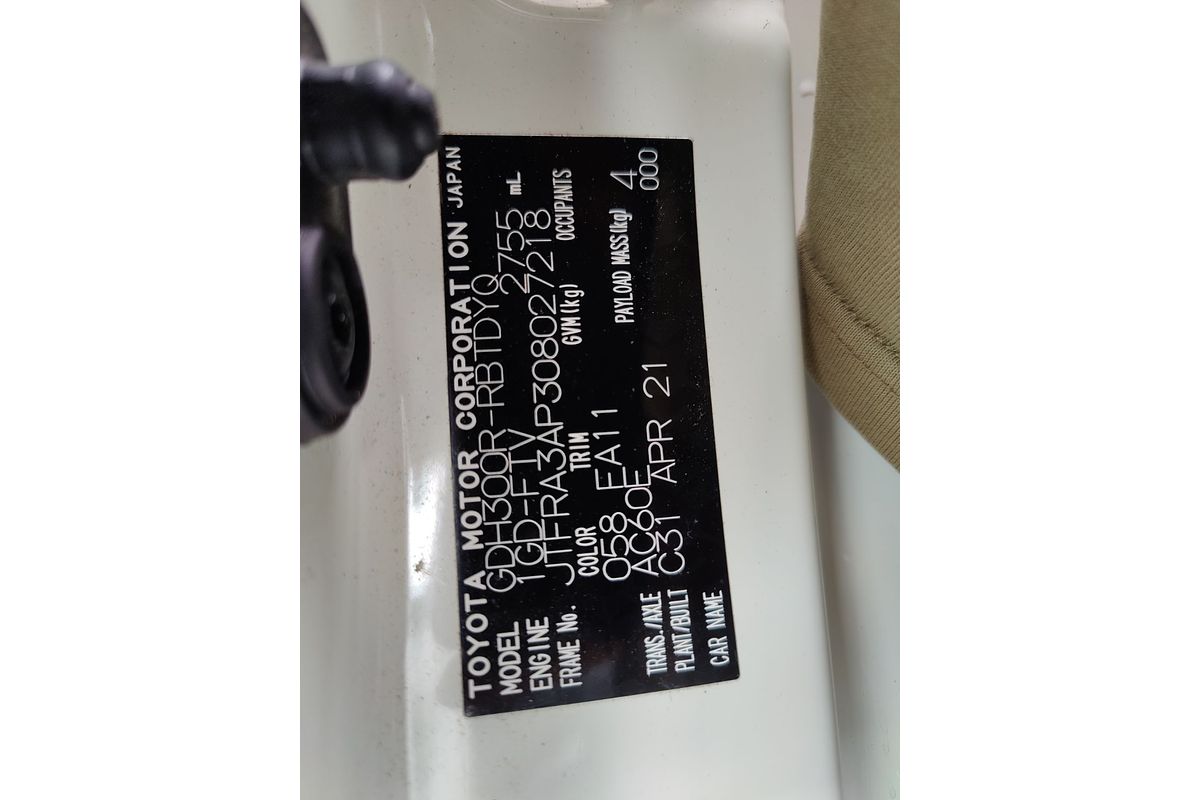 TOYOTA MOTOR CORPORATION JAPAN
MODEL GDH300R-RBTDYQ
ENGINE 1GD-FTV 2755 mL
FRAME No. JTFRA3AP308027218
COLOR TRIM GVM(kg) OCCUPANTS
058 EA11
TRANS./AXLE AC60E PAYLOAD MASS(kg) 4
PLANT/BUILT C31 APR 21 000
CAR NAME